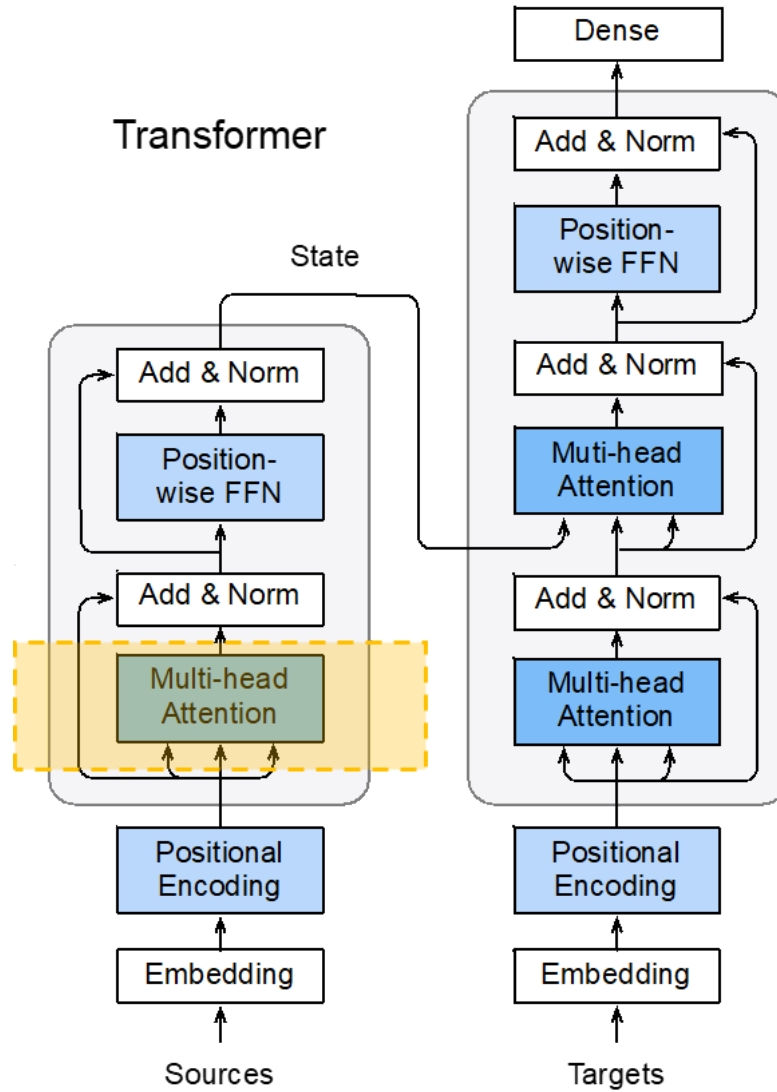 Transformer
State
Add & Norm
Position-
wise FFN
Add & Norm
Multi-head
Attention
Positional
Encoding
Embedding
Sources
Dense
Add & Norm
Position-
wise FFN
Add & Norm
Muti-head
Attention
Add & Norm
Multi-head
Attention
Positional
Encoding
Embedding
Targets